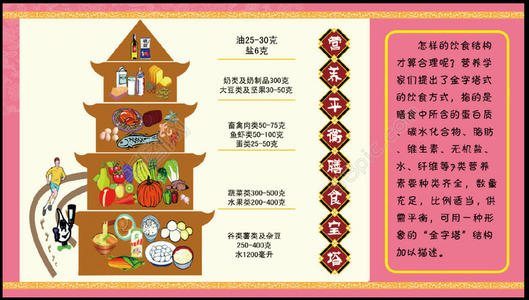 油25-30克
盐6克
奶类及奶制品300克
大豆类及坚果30-50克
畜禽肉类50-75克
鱼虾类50-100克
蛋类25-50克
蔬菜类300-500克
水果类200-400克
谷类薯类及杂豆
250-400克
水1200毫升
营养平衡膳食宝塔
怎样的饮食结构
才算合理呢?营养学
家们提出了金字塔式
的饮食方式,指的是
膳食中所含的蛋白质
、碳水化合物、脂肪
、维生素、无机盐、
水、纤维等7类营养
素要种类齐全,数量
充足,比例适当,供
需平衡,可用一种形
象的“金字塔”结构
加以描述。